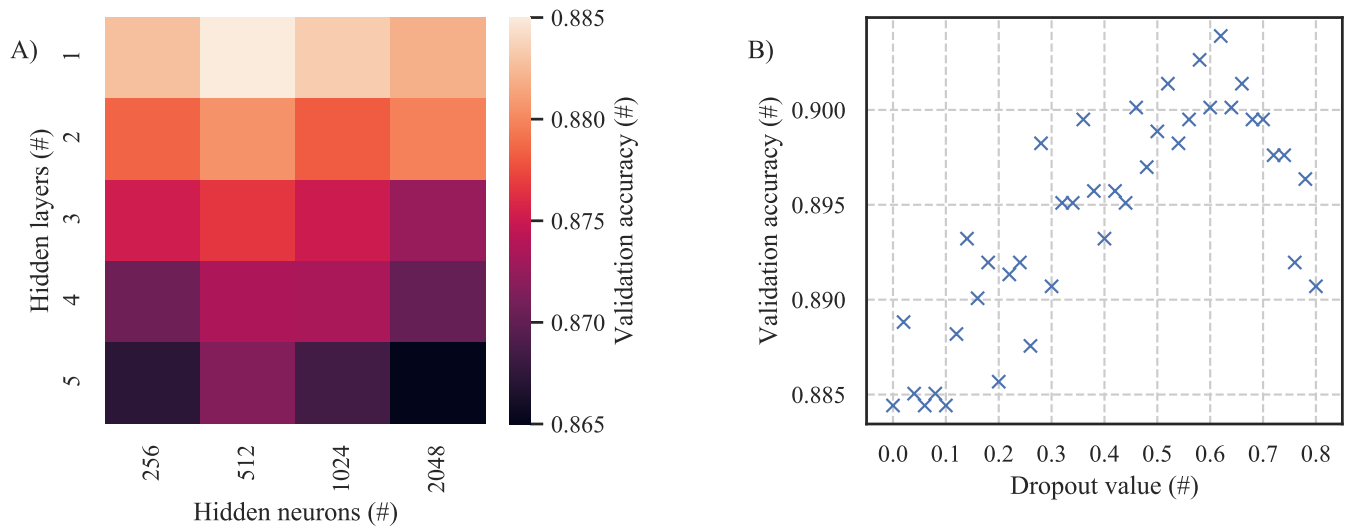 A)
Hidden layers (#)
1
2
3
4
5
256
512
1024
2048
Hidden neurons (#)
0.885
0.880
0.875
0.870
0.865
Validation accuracy (#)
B)
Validation accuracy (#)
0.900
0.895
0.890
0.885
0.0 0.1 0.2 0.3 0.4 0.5 0.6 0.7 0.8
Dropout value (#)